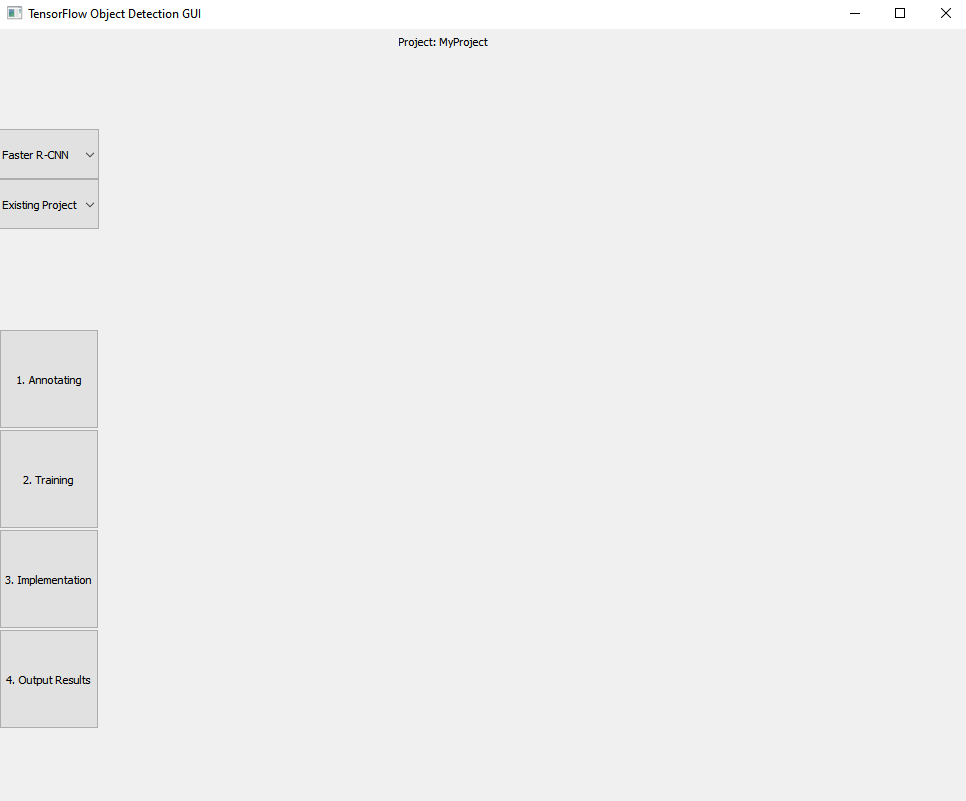 TensorFlow Object Detection GUI
Project: MyProject
Faster R-CNN
Existing Project
1. Annotating
2. Training
3. Implementation
4. Output Results